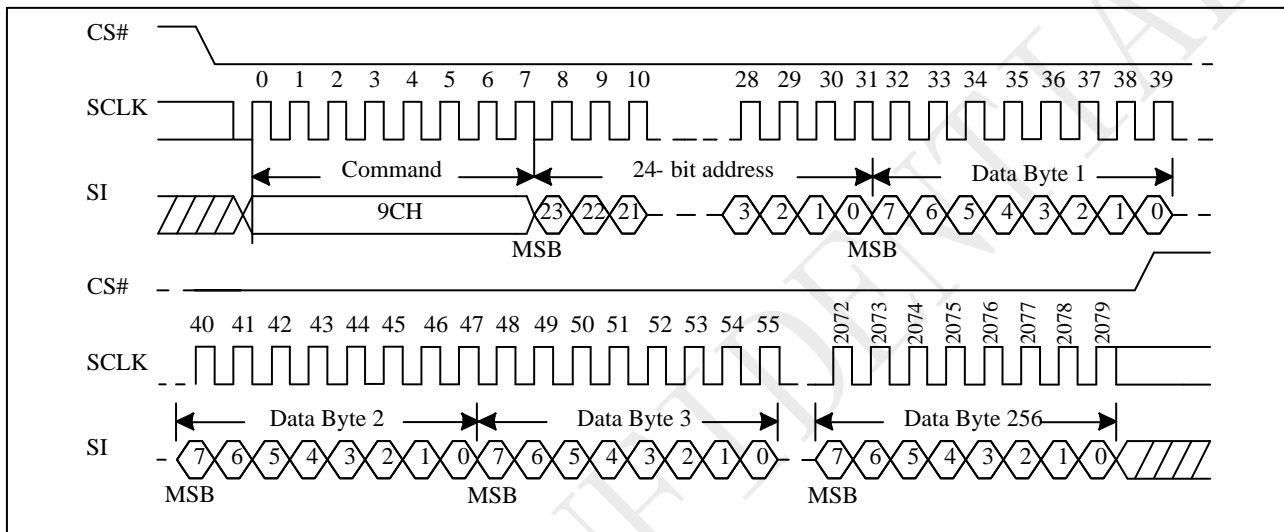 CS#
0 1 2 3 4 5 6 7 8 9 10 28 29 30 31 32 33 34 35 36 37 38 39
SCLK
Command 24- bit address Data Byte 1
SI
9CH 23 22 21 3 2 1 0 7 6 5 4 3 2 1 0
MSB MSB
CS#
40 41 42 43 44 45 46 47 48 49 50 51 52 53 54 55 2072 2073 2074 2075 2076 2077 2078 2079
SCLK
Data Byte 2 Data Byte 3 Data Byte 256
SI
7 6 5 4 3 2 1 0 7 6 5 4 3 2 1 0 7 6 5 4 3 2 1 0
MSB MSB MSB